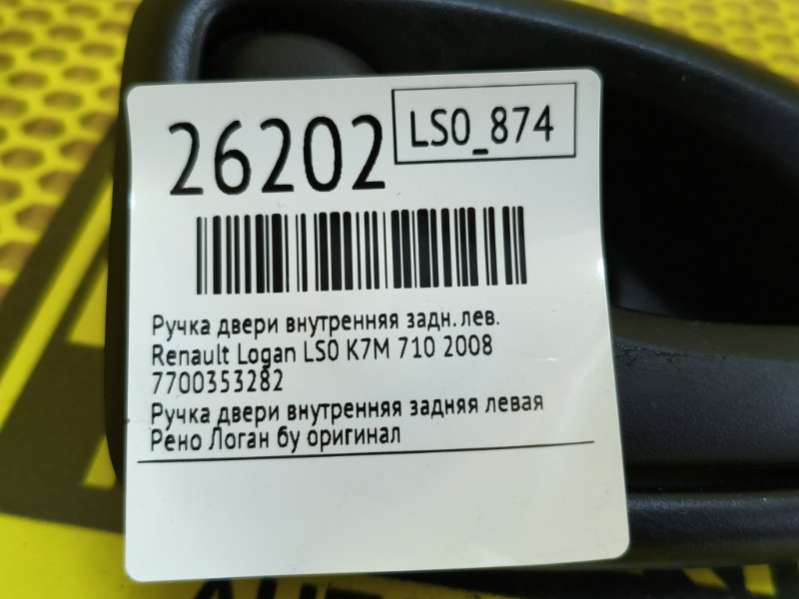 26202
LS0_874
Ручка двери внутренняя задн.лев.
Renault Logan LS0 K7M 710 2008
7700353282
Ручка двери внутренняя задняя левая
Рено Логан бу оригинал